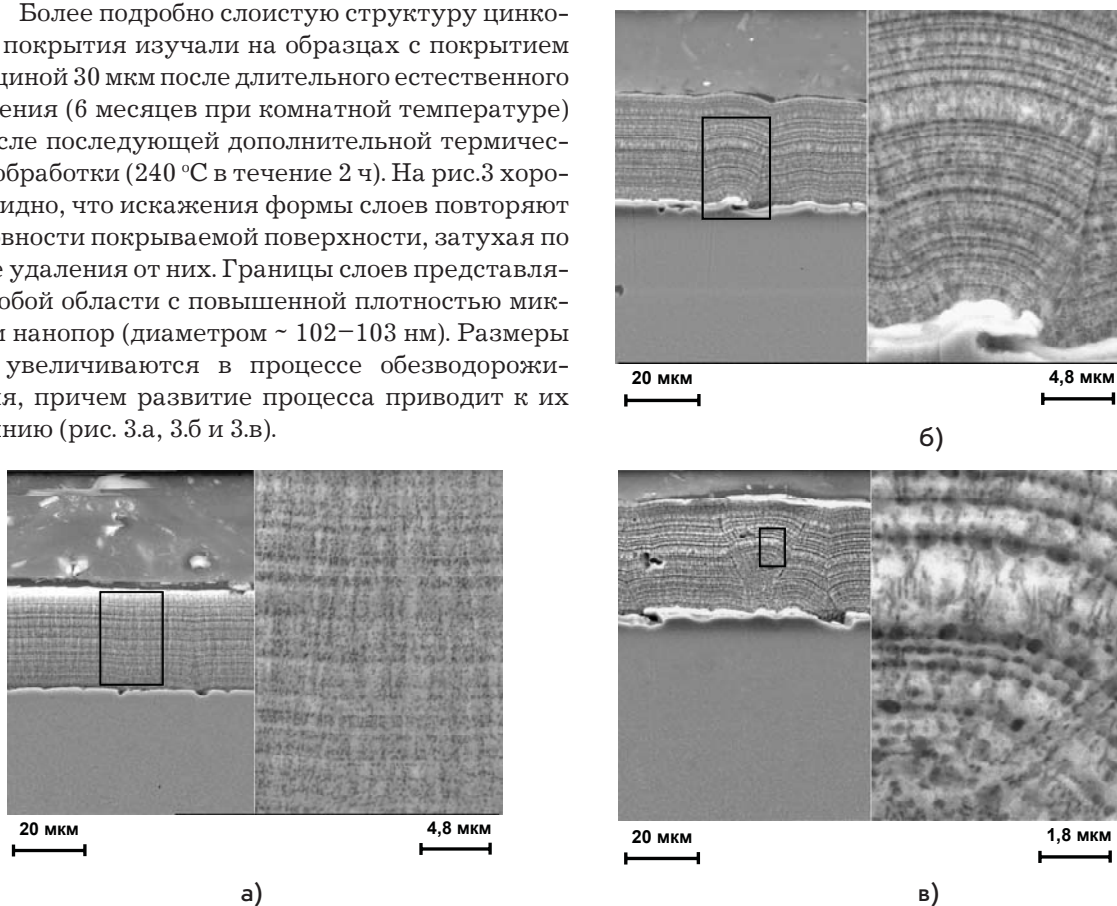 Более подробно слоистую структуру цинко-
покрытия изучали на образцах с покрытием
щиной 30 мкм после длительного естественного
ения (6 месяцев при комнатной температуре)
сле последующей дополнительной термичес-
обработки (240 °С в течение 2 ч). На рис.3 хоро-
идно, что искажения формы слоев повторяют
овности покрываемой поверхности, затухая по
е удаления от них. Границы слоев представля-
обой области с повышенной плотностью мик-
и нанопор (диаметром ~ 102–103 нм). Размеры
увеличиваются в процессе обезводорожи-
я, причем развитие процесса приводит к их
янию (рис. 3.а, 3.б и 3.в).
20 мкм
4,8 мкм
б)
20 мкм
4,8 мкм
а)
20 мкм
1,8 мкм
в)